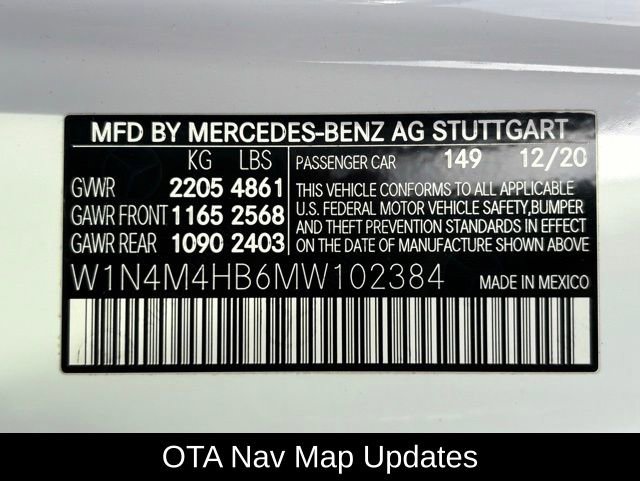 MFD BY MERCEDES-BENZ AG STUTTGART
KG LBS PASSENGER CAR 149 12/20
GVWR 2205 4861 THIS VEHICLE CONFORMS TO ALL APPLICABLE
GAWR FRONT 1165 2568 U.S. FEDERAL MOTOR VEHICLE SAFETY,BUMPER
AND THEFT PREVENTION STANDARDS IN EFFECT
GAWR REAR 1090 2403 ON THE DATE OF MANUFACTURE SHOWN ABOVE.
W1N4M4HB6MW102384 MADE IN MEXICO
OTA Nav Map Updates